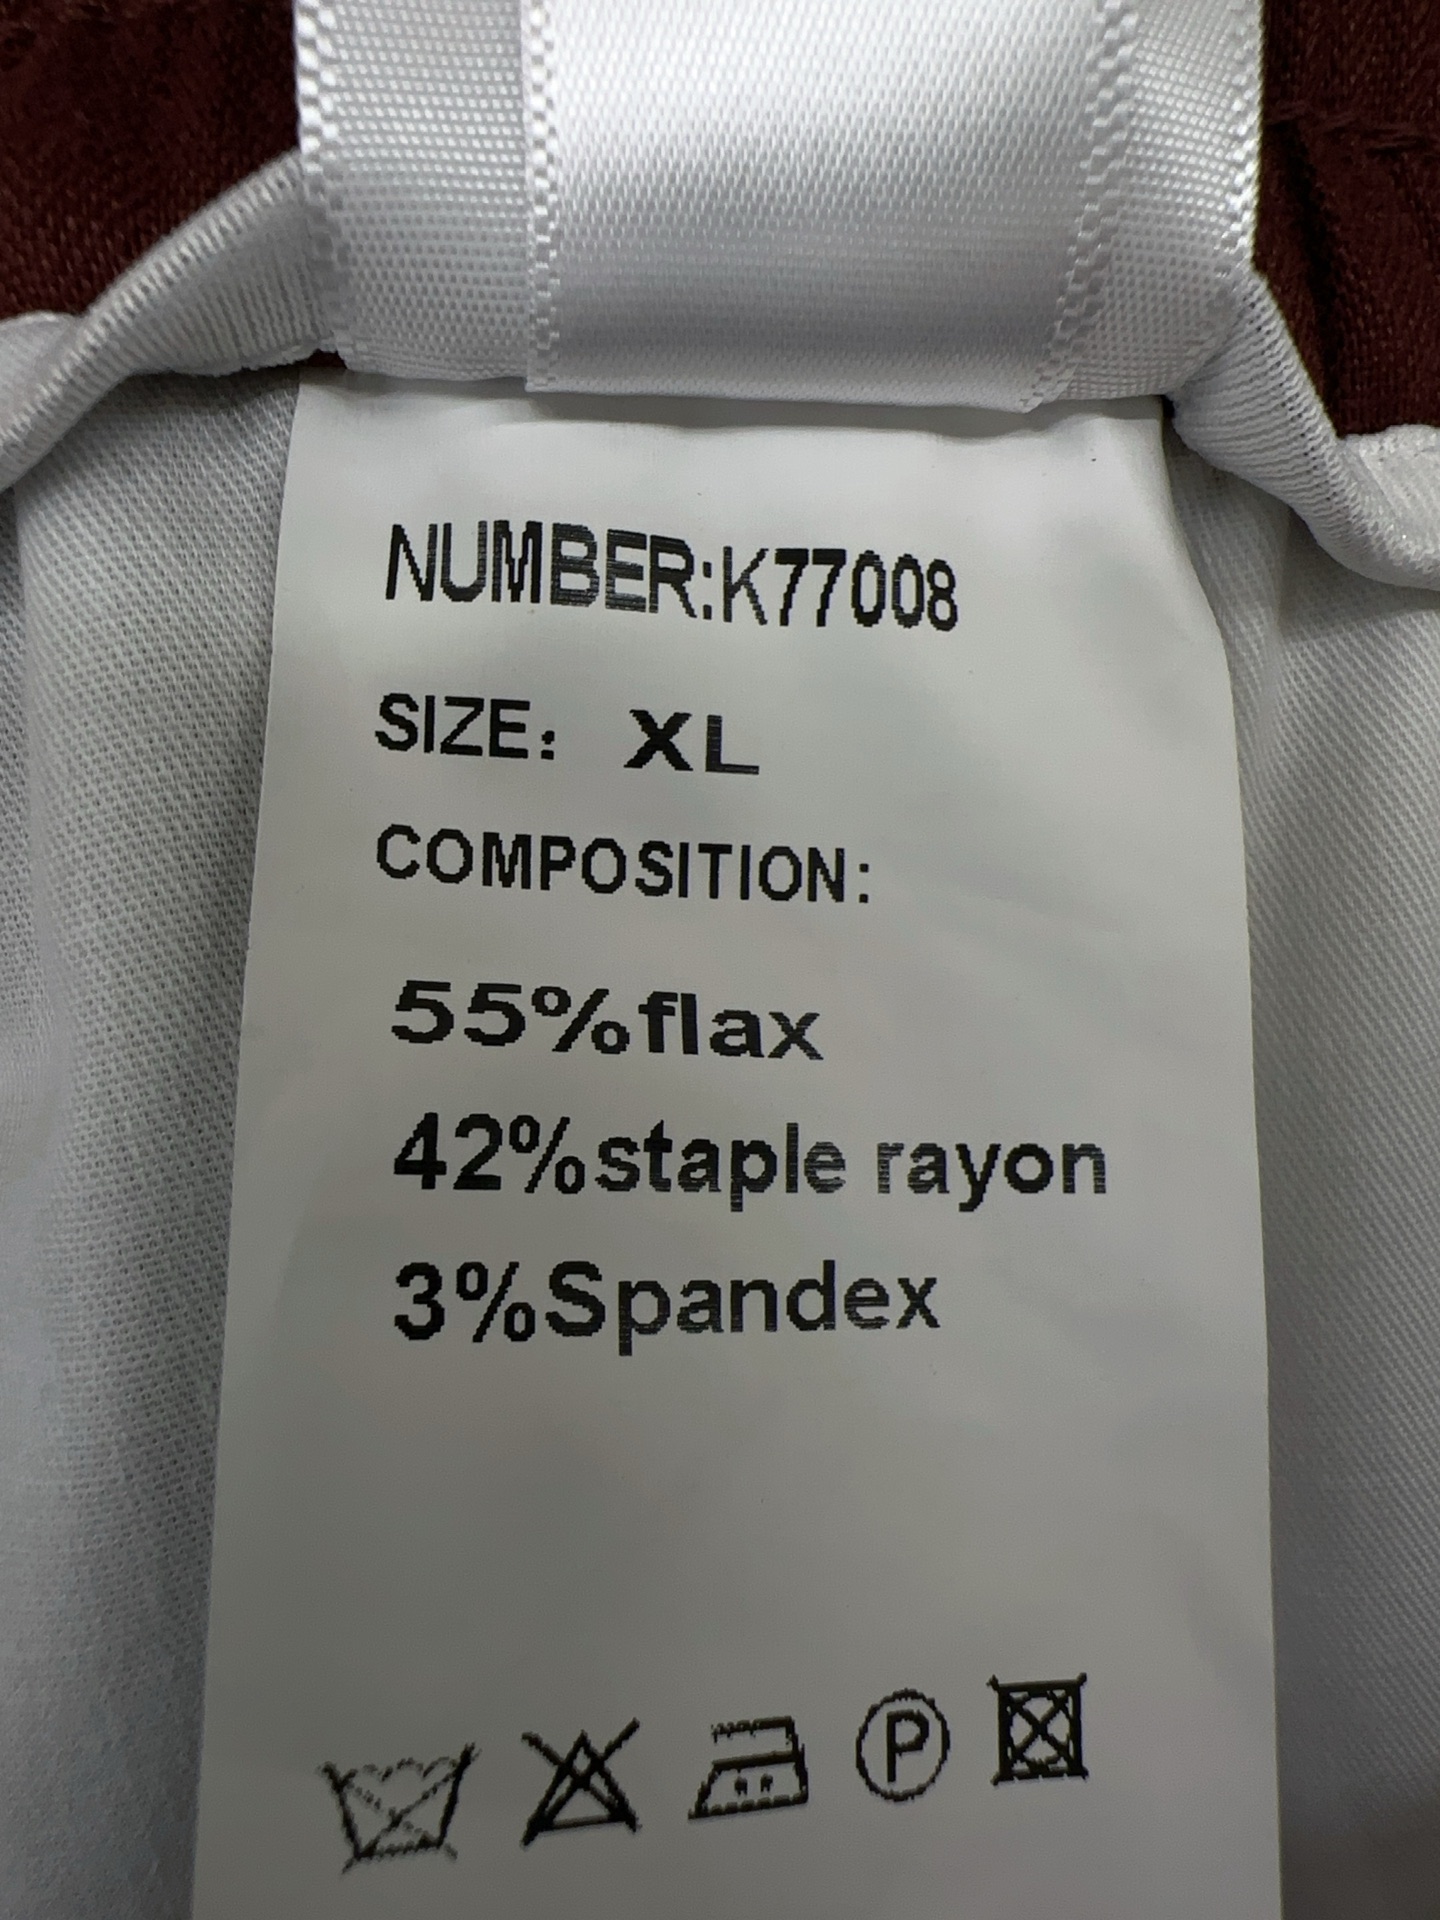 NUMBER:K77008
SIZE: XL
COMPOSITION:
55%flax
42%staple rayon
3%Spandex
P